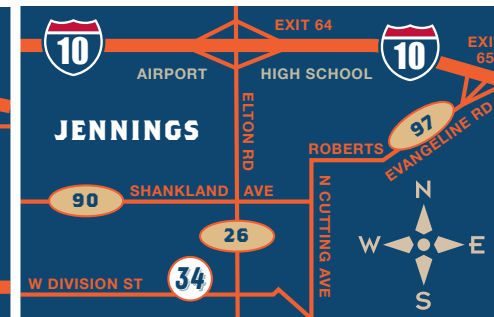 EXIT 64
10
10
EXI
65
AIRPORT
HIGH SCHOOL
JENNINGS
ELTON RD
97
ROBERTS
EVANGELINE RD
N
90
SHANKLAND AVE
N CUTTING AVE
26
W
E
34
W DIVISION ST
S